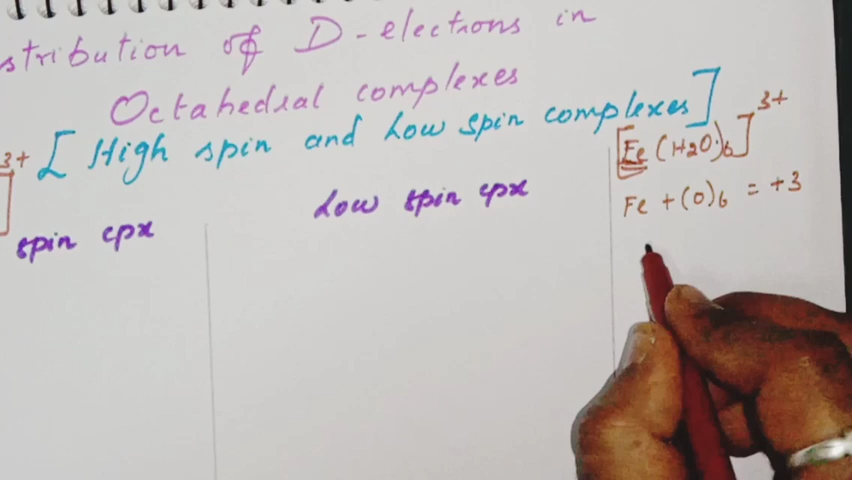 stribution of D-electrons in
Octahedral complexes
[High spin and Low spin complexes]
3+
]
spin cpx
Low spin cpx
[Fe(H2O)6]3+
Fe + (0)6 = +3